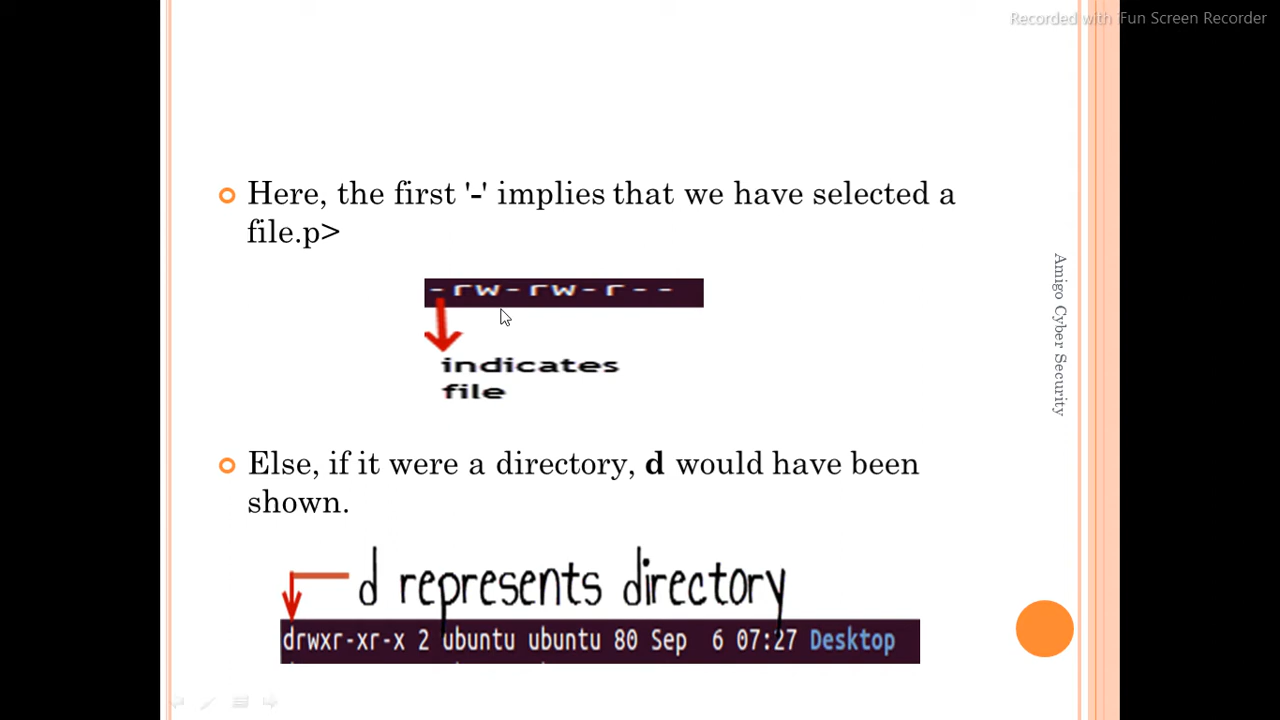 Recorded with iFun Screen Recorder
Here, the first '-' implies that we have selected a
file.p>
-rw-rw-r--
indicates
file
Else, if it were a directory, d would have been
shown.
d represents directory
drwxr-xr-x 2 ubuntu ubuntu 80 Sep  6 07:27 Desktop
Amigo Cyber Security